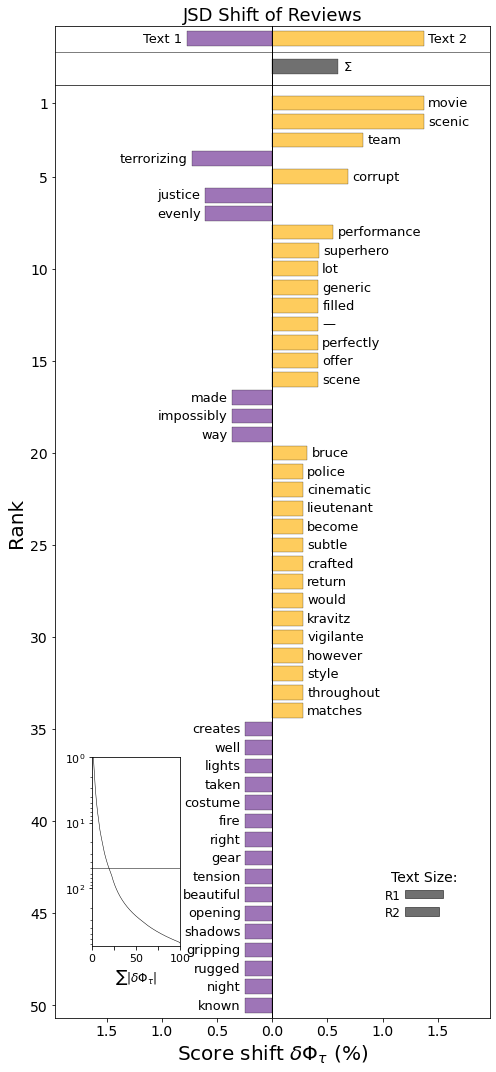 JSD Shift of Reviews
Text 1
Text 2
Σ
1
movie
scenic
team
terrorizing
5
corrupt
justice
evenly
performance
superhero
10
lot
generic
filled
—
perfectly
15
offer
scene
made
impossibly
way
20
bruce
police
cinematic
lieutenant
become
25
subtle
crafted
return
would
kravitz
30
vigilante
however
style
throughout
matches
35
creates
well
lights
taken
costume
40
fire
right
gear
tension
beautiful
45
opening
shadows
gripping
rugged
night
50
known
Rank
10⁰
10¹
10²
0
50
100
∑|δΦτ|
Text Size:
R1
R2
1.5
1.0
0.5
0.0
0.5
1.0
1.5
Score shift δΦτ (%)